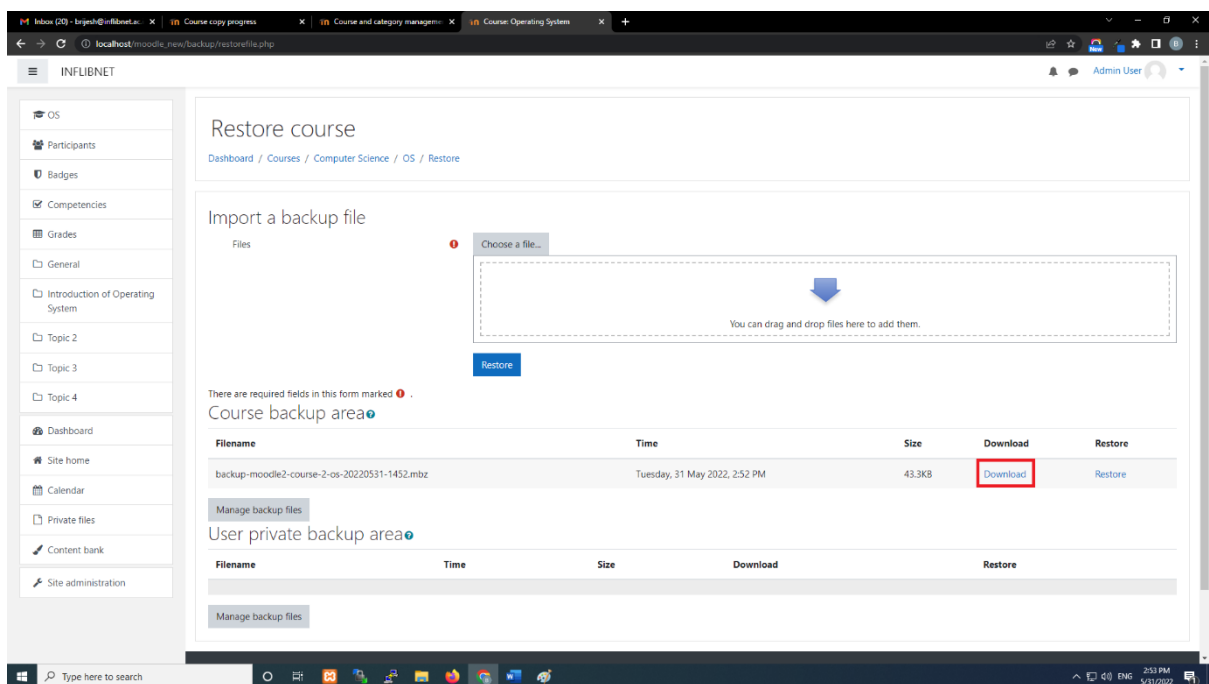 Inbox (20) - brijesh@inflibnet.ac. X
Course copy progress X
Course and category manageme X
Course: Operating System X +
localhost/moodle_new/backup/restorefile.php
New
INFLIBNET
Admin User
OS
Participants
Badges
Competencies
Grades
General
Introduction of Operating
System
Topic 2
Topic 3
Topic 4
Dashboard
Site home
Calendar
Private files
Content bank
Site administration
Restore course
Dashboard / Courses / Computer Science / OS / Restore
Import a backup file
Files
Choose a file...
You can drag and drop files here to add them.
Restore
There are required fields in this form marked .
Course backup area
Filename Time Size Download Restore
backup-moodle2-course-2-os-20220531-1452.mbz Tuesday, 31 May 2022, 2:52 PM 43.3KB Download Restore
Manage backup files
User private backup area
Filename Time Size Download Restore
Manage backup files
Type here to search
ENG
2:53 PM
5/31/2022